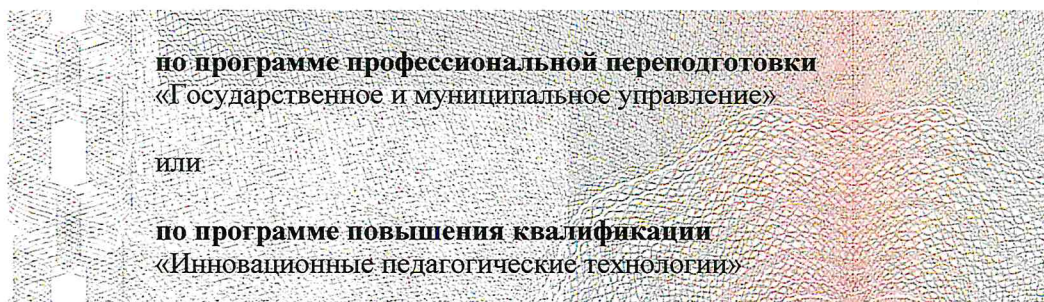 по программе профессиональной переподготовки
«Государственное и муниципальное управление»
или
по программе повышения квалификации
«Инновационные педагогические технологии»